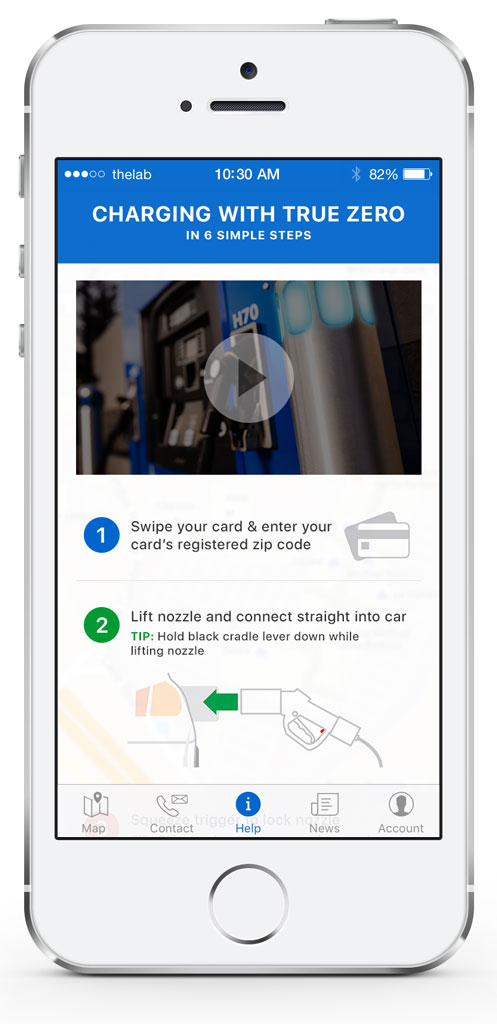 thelab 10:30 AM 82%
CHARGING WITH TRUE ZERO
IN 6 SIMPLE STEPS
H70
1 Swipe your card & enter your
card's registered zip code
2 Lift nozzle and connect straight into car
TIP: Hold black cradle lever down while
lifting nozzle
Squeeze trigger to lock nozzle
Map Contact Help News Account